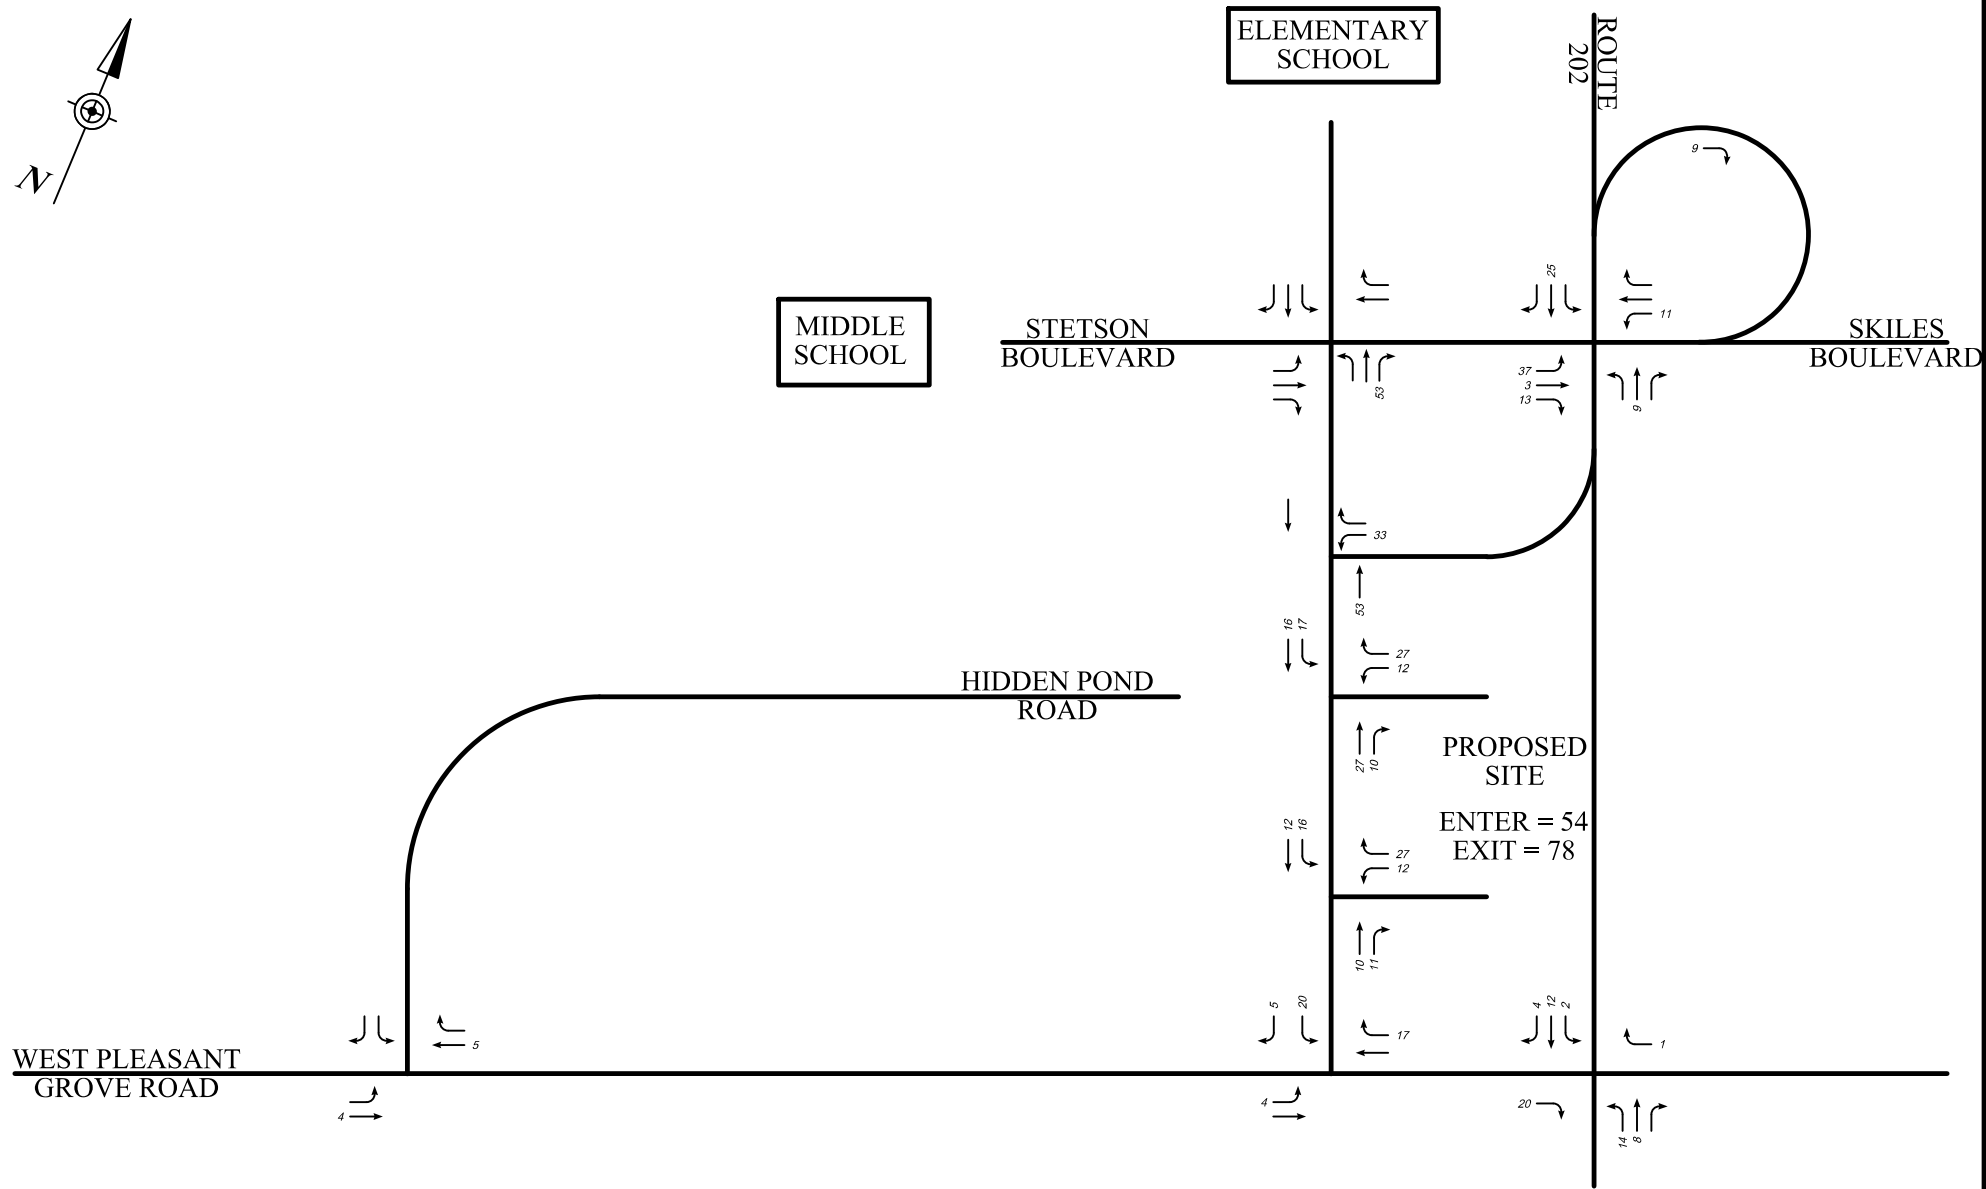 ELEMENTARY
SCHOOL
ROUTE
202
N
9
25
11
MIDDLE
SCHOOL
STETSON
BOULEVARD
SKILES
BOULEVARD
37
3
13
53
9
33
53
16
17
27
12
HIDDEN POND
ROAD
27
10
PROPOSED
SITE
ENTER = 54
EXIT = 78
12
16
27
12
10
11
5
20
17
4
12
2
1
5
WEST PLEASANT
GROVE ROAD
4
4
20
14
8